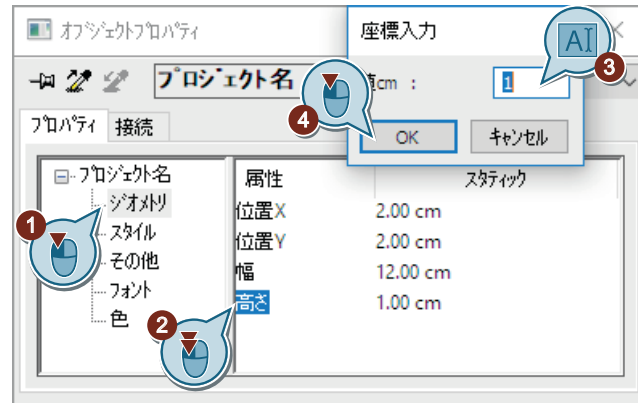 オブジェクトプロパティ
座標入力
AI
3
プロジェクト名
cm :
1
4
OK
キャンセル
プロパティ
接続
プロジェクト名
ジオメトリ
スタイル
その他
フォント
色
1
2
属性
スタティック
位置X
2.00 cm
位置Y
2.00 cm
幅
12.00 cm
高さ
1.00 cm